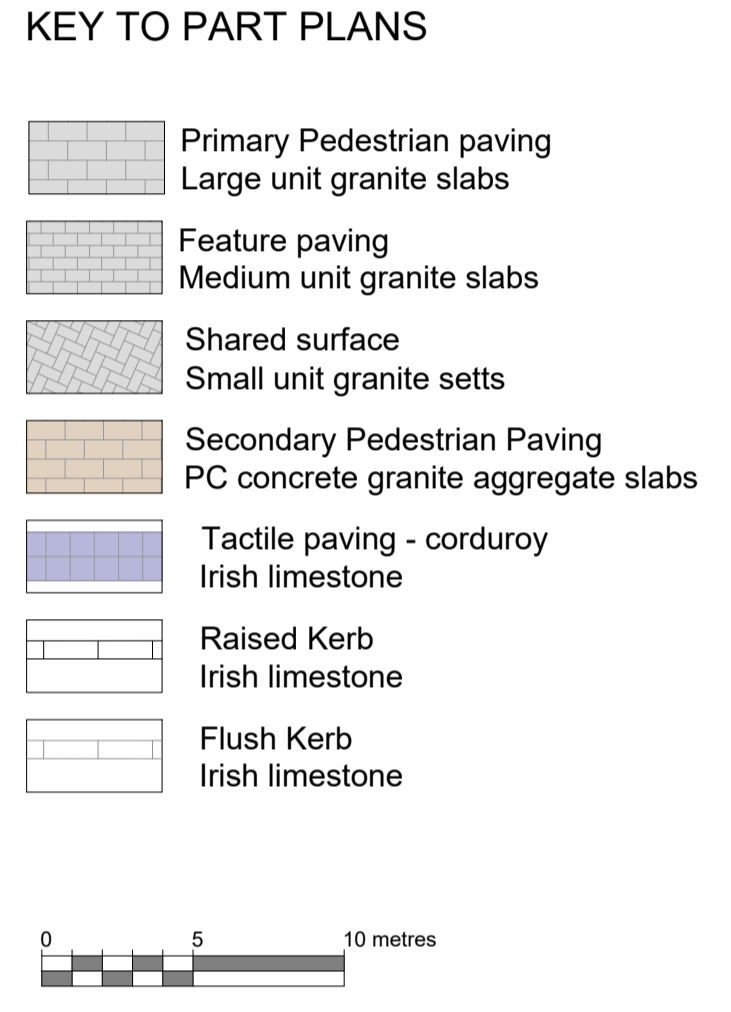 KEY TO PART PLANS
Primary Pedestrian paving
Large unit granite slabs
Feature paving
Medium unit granite slabs
Shared surface
Small unit granite setts
Secondary Pedestrian Paving
PC concrete granite aggregate slabs
Tactile paving - corduroy
Irish limestone
Raised Kerb
Irish limestone
Flush Kerb
Irish limestone
0 5 10 metres